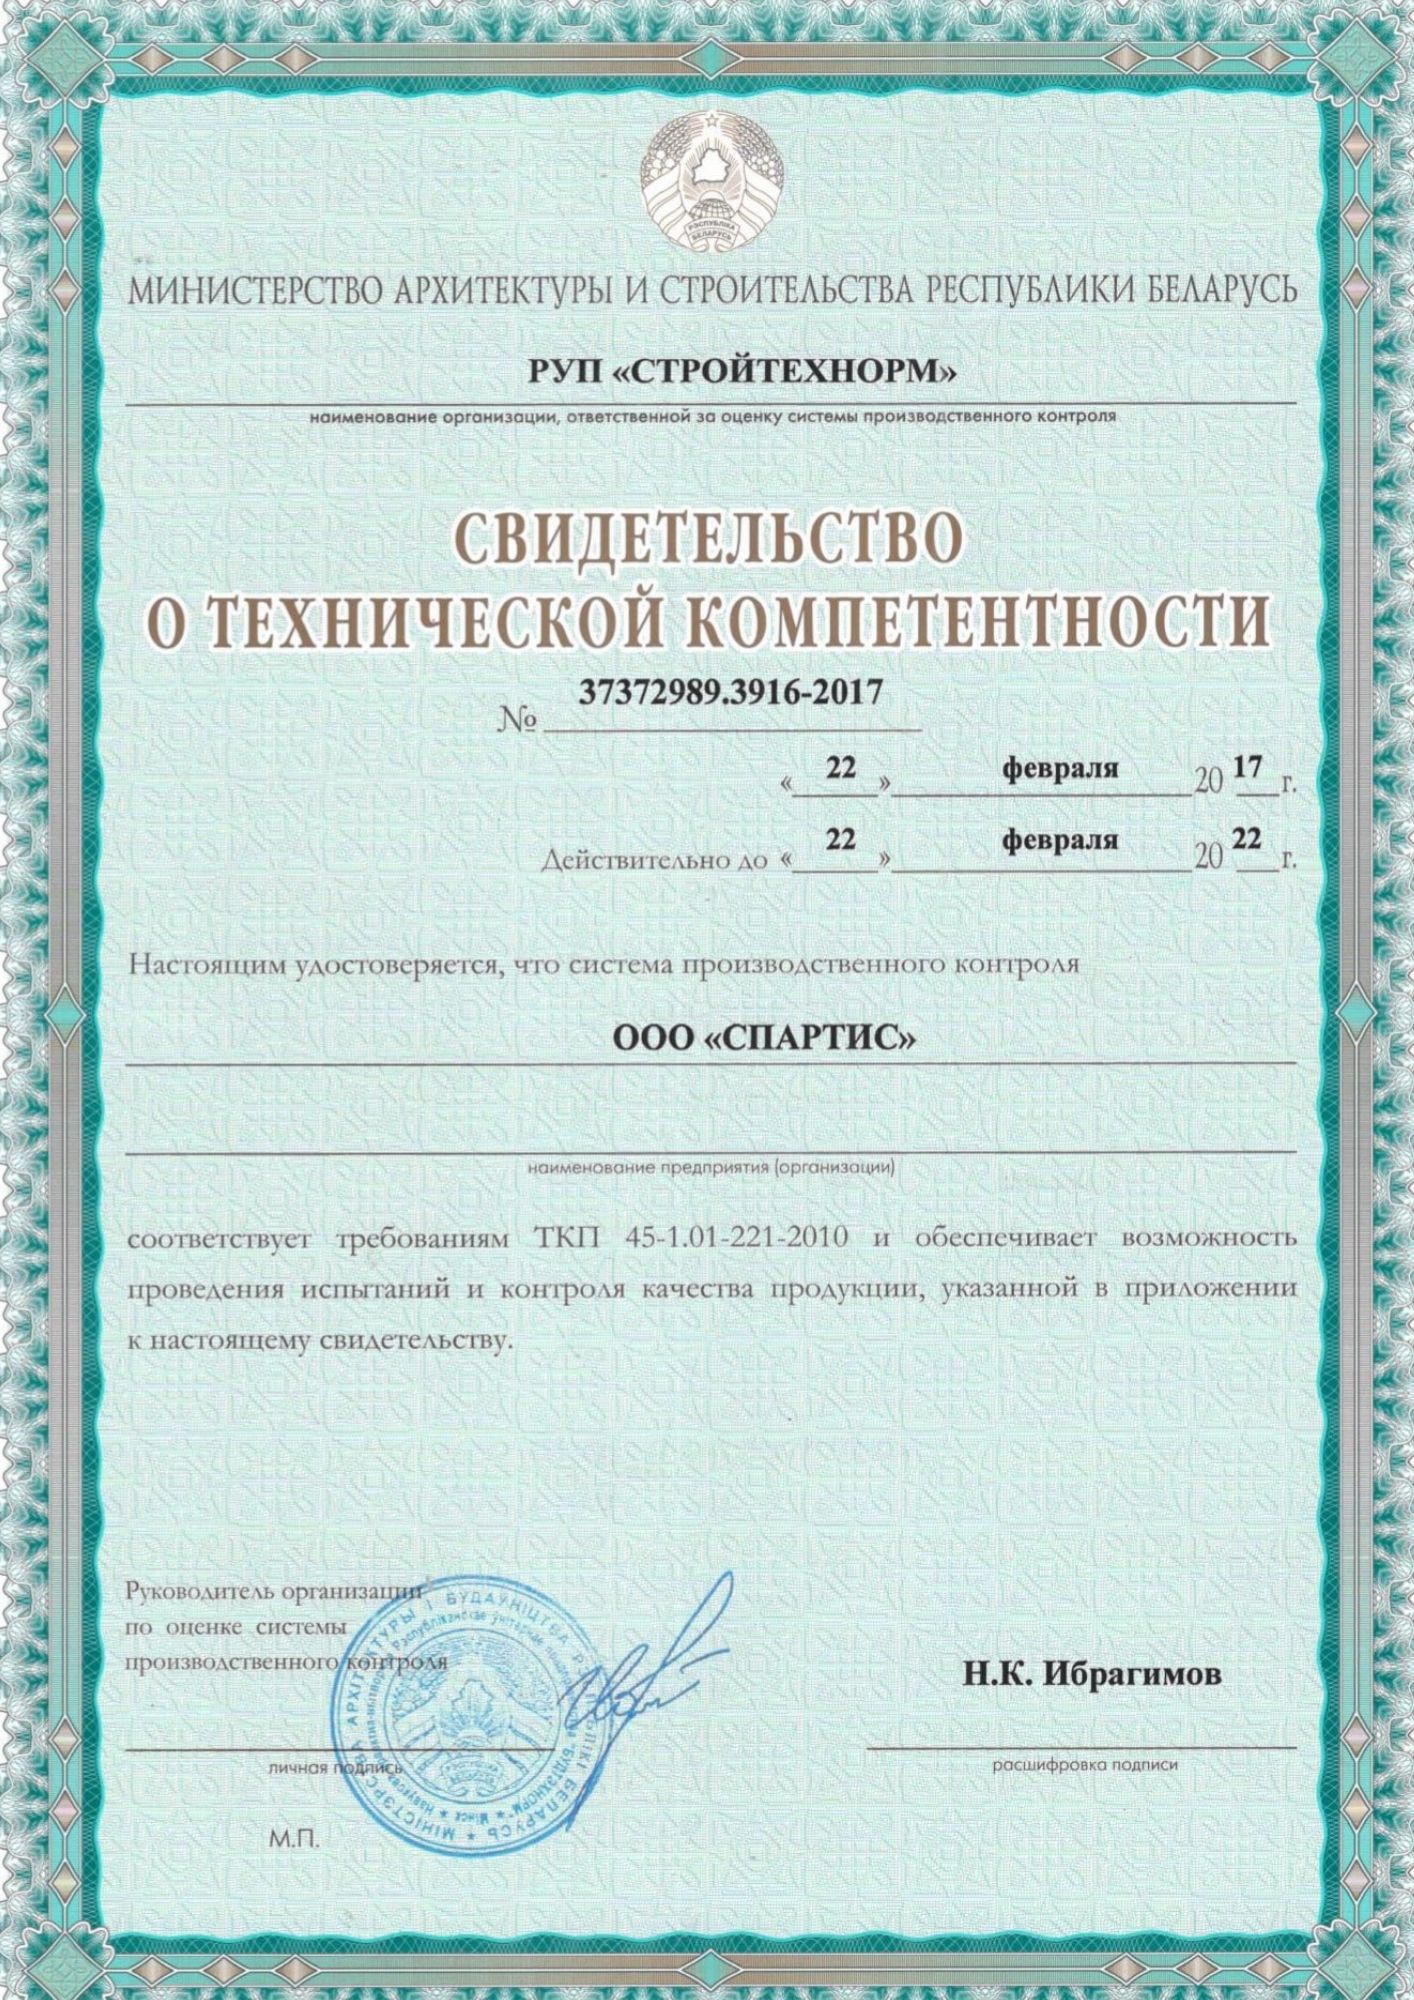 РЭСПУБЛІКА
БЕЛАРУСЬ
МИНИСТЕРСТВО АРХИТЕКТУРЫ И СТРОИТЕЛЬСТВА РЕСПУБЛИКИ БЕЛАРУСЬ
РУП «СТРОЙТЕХНОРМ»
наименование организации, ответственной за оценку системы производственного контроля
СВИДЕТЕЛЬСТВО
О ТЕХНИЧЕСКОЙ КОМПЕТЕНТНОСТИ
№ 37372989.3916-2017
« 22 » февраля 20 17 г.
Действительно до « 22 » февраля 20 22 г.
Настоящим удостоверяется, что система производственного контроля
ООО «СПАРТИС»
наименование предприятия (организации)
соответствует требованиям ТКП 45-1.01-221-2010 и обеспечивает возможность
проведения испытаний и контроля качества продукции, указанной в приложении
к настоящему свидетельству.
Руководитель организации
по оценке системы
производственного контроля
Н.К. Ибрагимов
личная подпись
расшифровка подписи
М.П.
МІНІСТЭРСТВА АРХІТЭКТУРЫ І БУДАЎНІЦТВА РЭСПУБЛІКІ БЕЛАРУСЬ